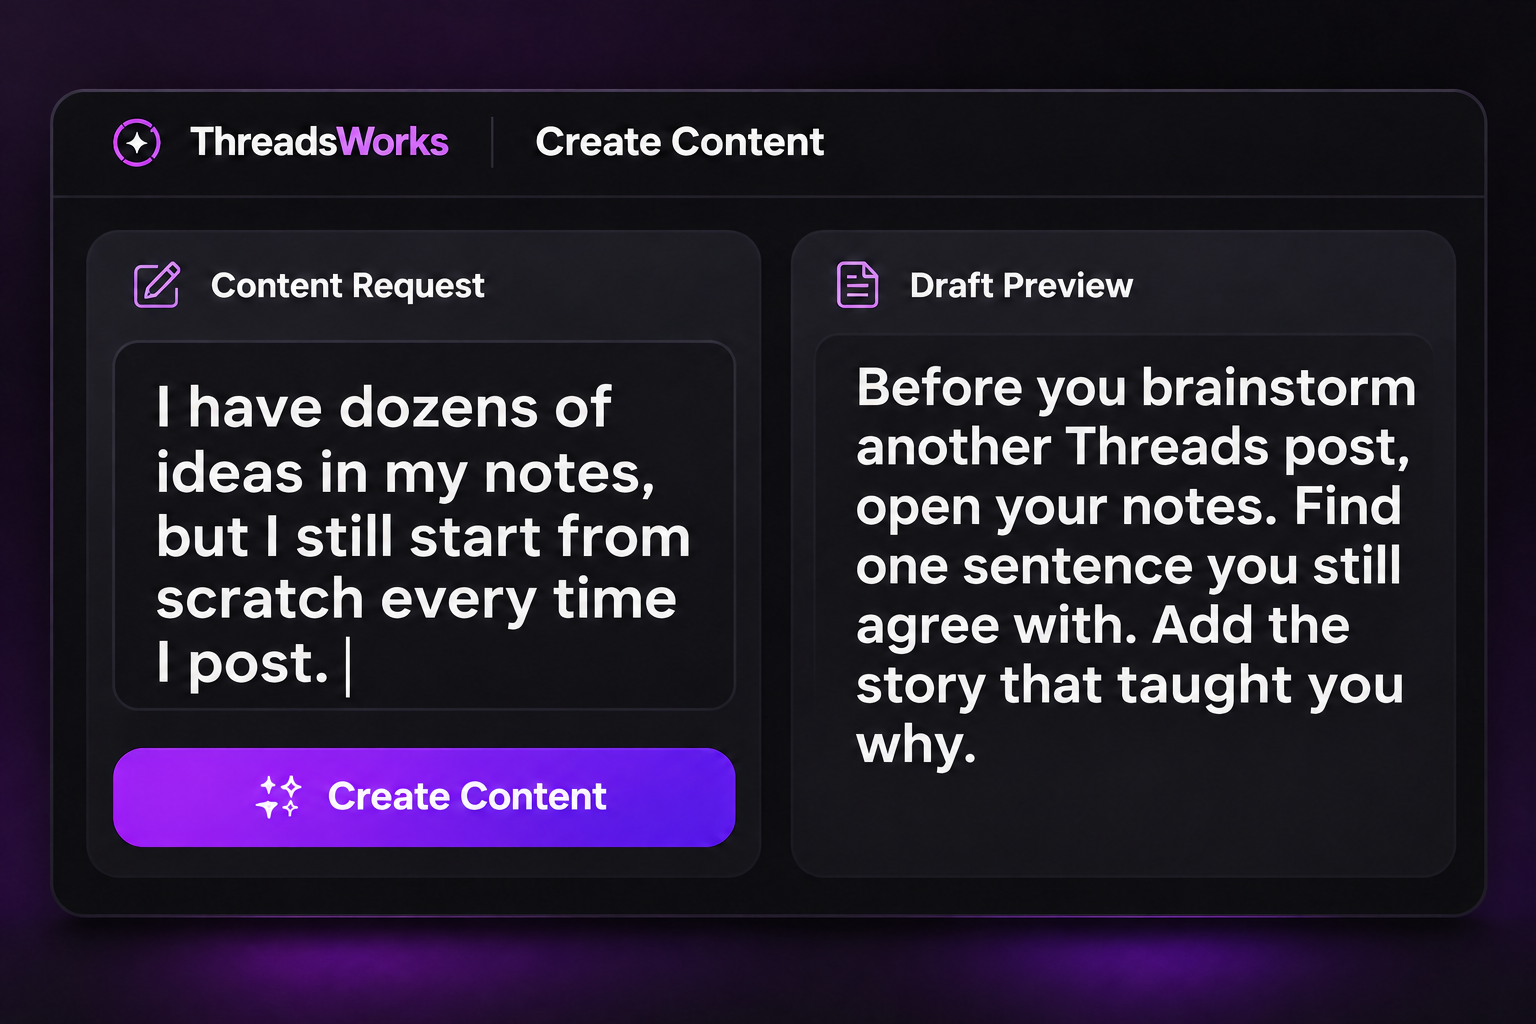 ThreadsWorks
Create Content
Content Request
I have dozens of
ideas in my notes,
but I still start from
scratch every time
I post.
Create Content
Draft Preview
Before you brainstorm
another Threads post,
open your notes. Find
one sentence you still
agree with. Add the
story that taught you
why.